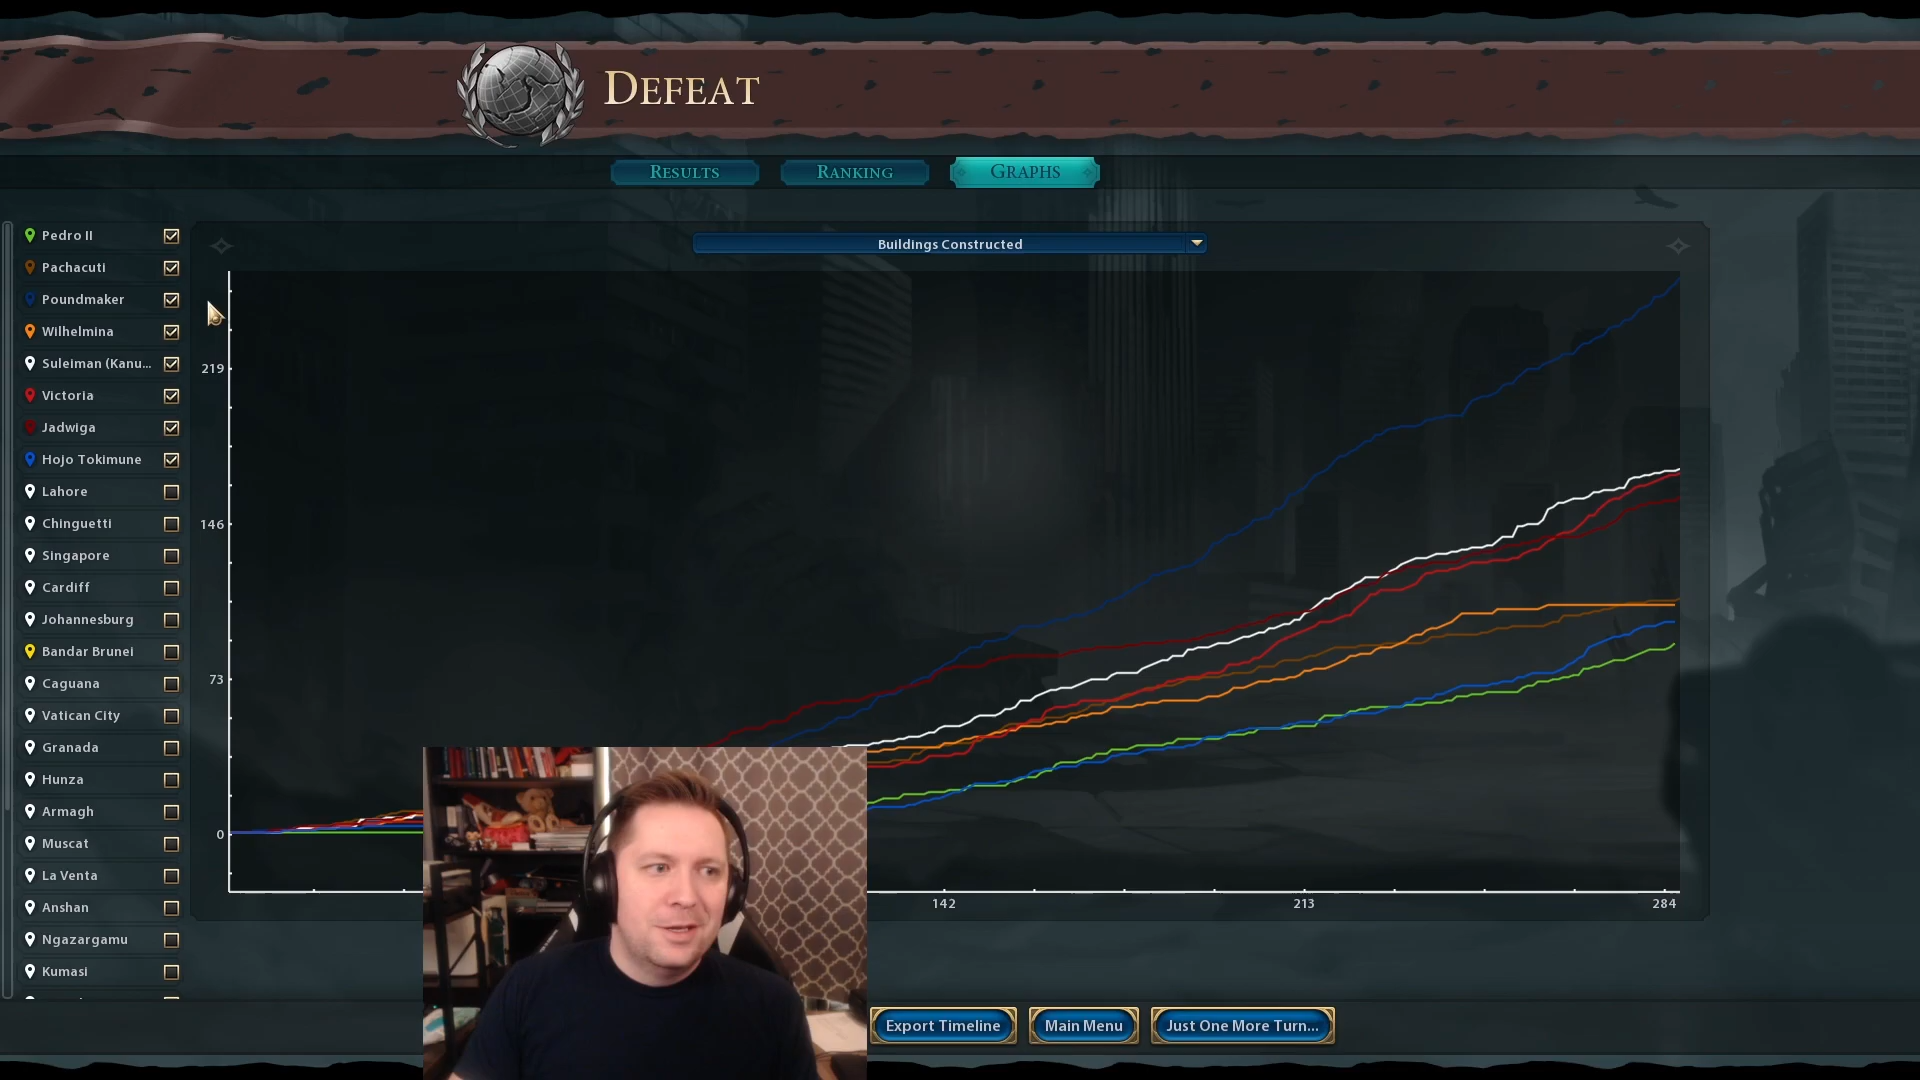 DEFEAT
RESULTS
RANKING
GRAPHS
Buildings Constructed
Pedro II
Pachacuti
Poundmaker
Wilhelmina
Suleiman (Kanu...
Victoria
Jadwiga
Hojo Tokimune
Lahore
Chinguetti
Singapore
Cardiff
Johannesburg
Bandar Brunei
Caguana
Vatican City
Granada
Hunza
Armagh
Muscat
La Venta
Anshan
Ngazargamu
Kumasi
219
146
73
0
142
213
284
Export Timeline
Main Menu
Just One More Turn...